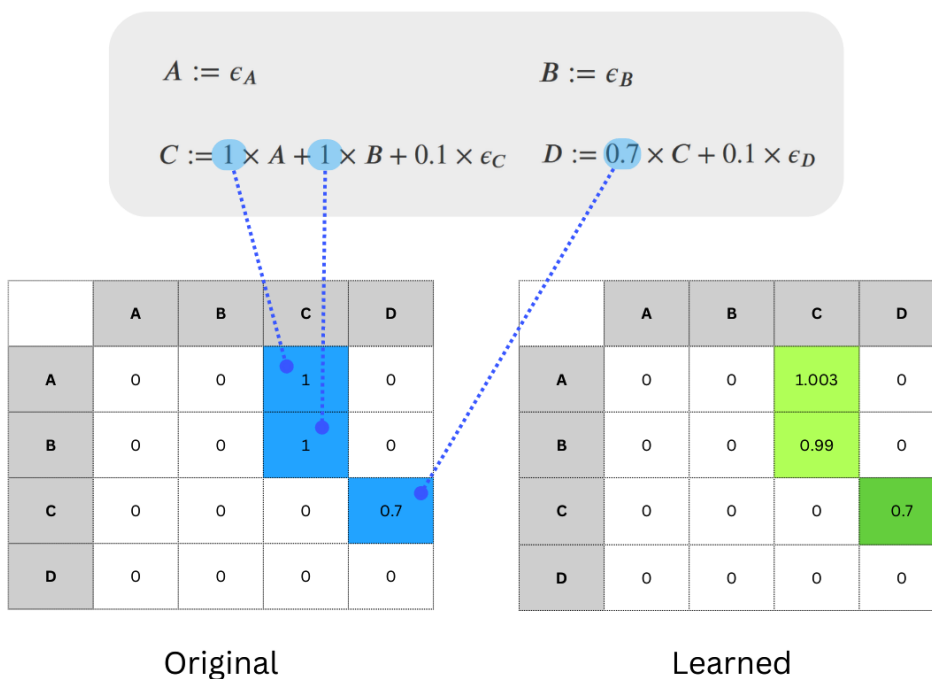 A := ϵ_A B := ϵ_B
C := 1 × A + 1 × B + 0.1 × ϵ_C D := 0.7 × C + 0.1 × ϵ_D
A B C D A B C D
A 0 0 1 0 A 0 0 1.003 0
B 0 0 1 0 B 0 0 0.99 0
C 0 0 0 0.7 C 0 0 0 0.7
D 0 0 0 0 D 0 0 0 0
Original Learned